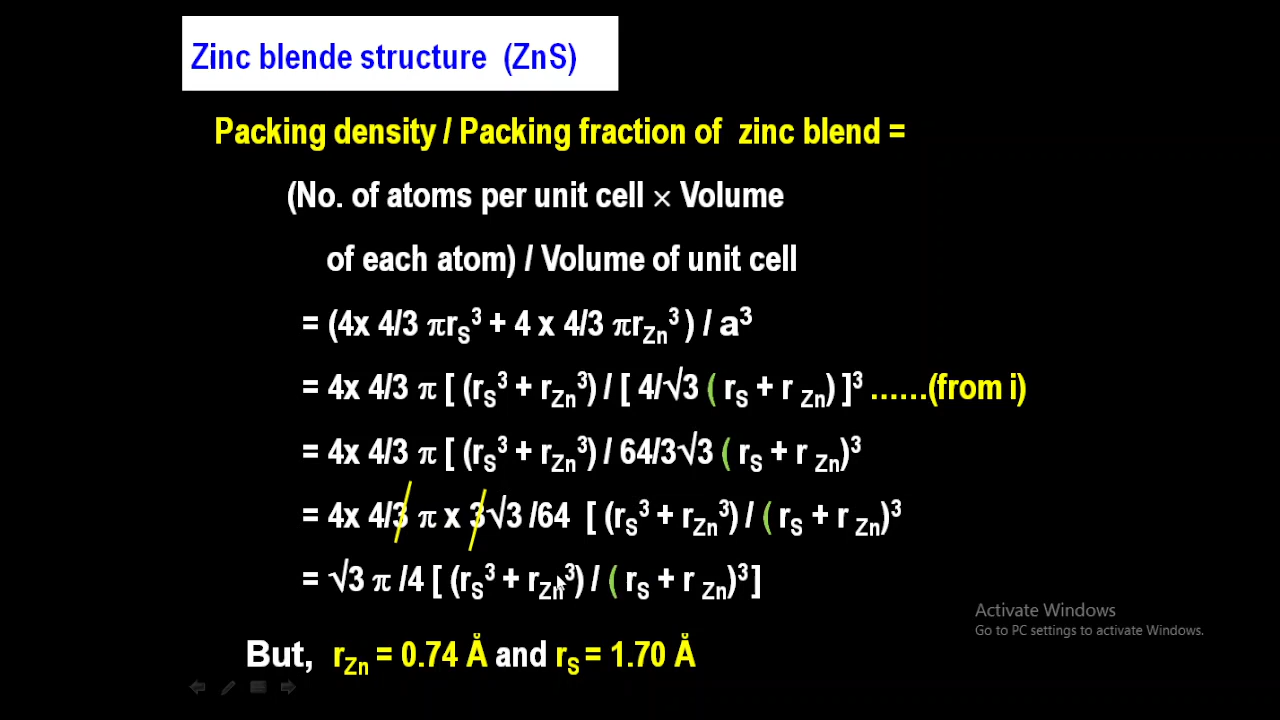 Zinc blende structure (ZnS)
Packing density / Packing fraction of zinc blend =
(No. of atoms per unit cell × Volume
of each atom) / Volume of unit cell
= (4x 4/3 πrS³ + 4 x 4/3 πrZn³ ) / a³
= 4x 4/3 π [ (rS³ + rZn³) / [ 4/√3 ( rS + r Zn) ]³ ......(from i)
= 4x 4/3 π [ (rS³ + rZn³) / 64/3√3 ( rS + r Zn)³
= 4x 4/3 π x 3√3 /64 [ (rS³ + rZn³) / ( rS + r Zn)³
= √3 π /4 [ (rS³ + rZn³) / ( rS + r Zn)³ ]
But, rZn = 0.74 Å and rS = 1.70 Å
Activate Windows
Go to PC settings to activate Windows.